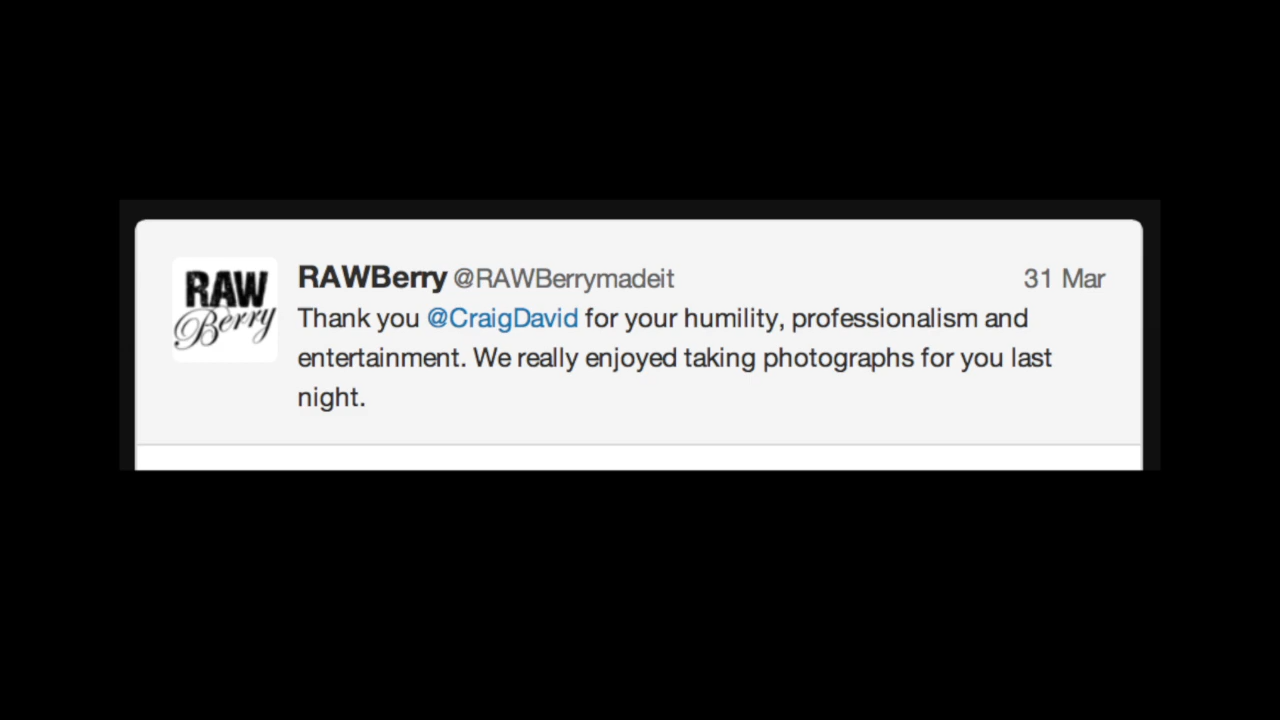 RAW
Berry
RAWBerry @RAWBerrymadeit 31 Mar
Thank you @CraigDavid for your humility, professionalism and
entertainment. We really enjoyed taking photographs for you last
night.